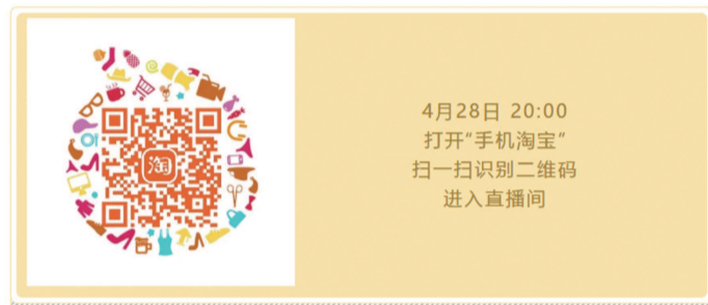 淘
4月28日 20:00
打开“手机淘宝”
扫一扫识别二维码
进入直播间